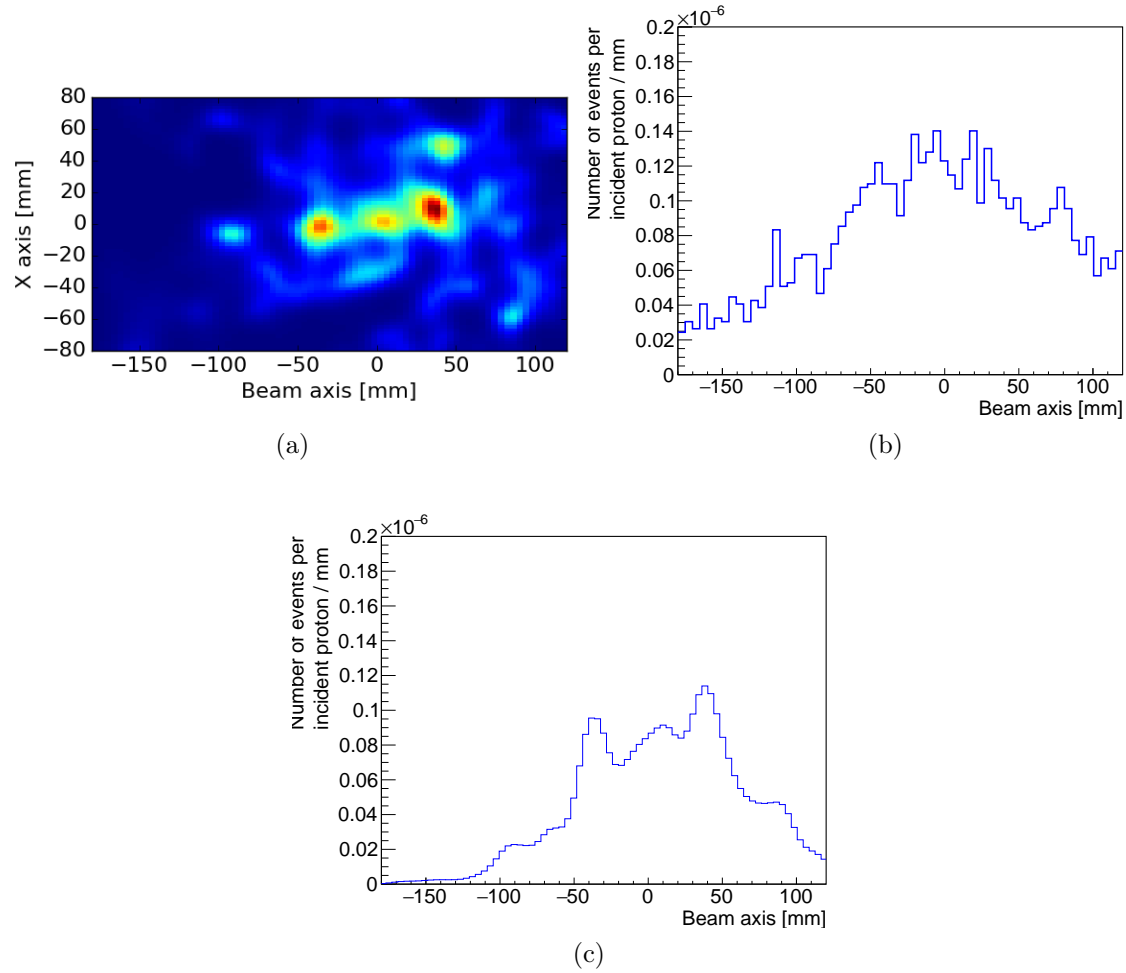 80
60
40
20
0
−20
−40
−60
−80
X axis [mm]
−150 −100 −50 0 50 100
Beam axis [mm]
(a)
×10⁻⁶
0.2
0.18
0.16
0.14
0.12
0.1
0.08
0.06
0.04
0.02
0
Number of events per
incident proton / mm
−150 −100 −50 0 50 100
Beam axis [mm]
(b)
×10⁻⁶
0.2
0.18
0.16
0.14
0.12
0.1
0.08
0.06
0.04
0.02
0
Number of events per
incident proton / mm
−150 −100 −50 0 50 100
Beam axis [mm]
(c)